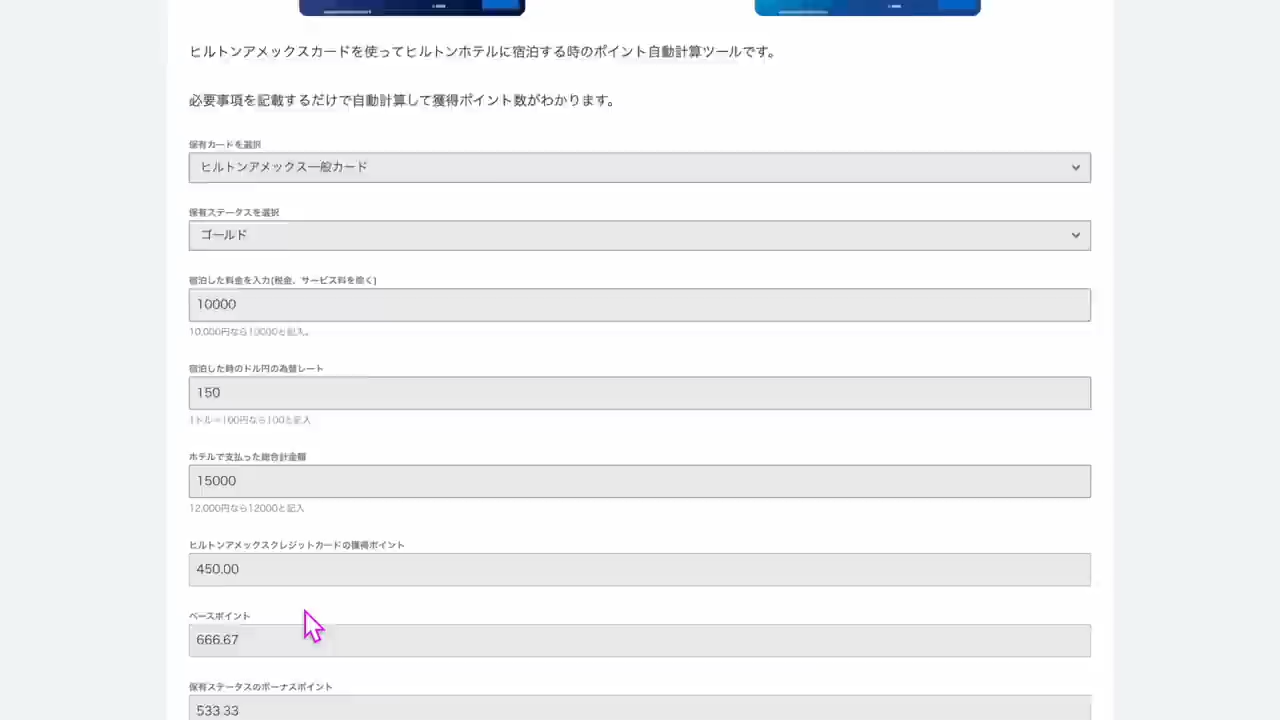 ヒルトンアメックスカードを使ってヒルトンホテルに宿泊する時のポイント自動計算ツールです。
必要事項を記載するだけで自動計算して獲得ポイント数がわかります。
保有カードを選択
ヒルトンアメックス一般カード
保有ステータスを選択
ゴールド
宿泊した料金を入力(税金、サービス料を除く)
10000
10,000円なら10000と記入。
宿泊した時のドル円の為替レート
150
1ドル=100円なら100と記入
ホテルで支払った総合計金額
15000
12,000円なら12000と記入
ヒルトンアメックスクレジットカードの獲得ポイント
450.00
ベースポイント
666.67
保有ステータスのボーナスポイント
533.33